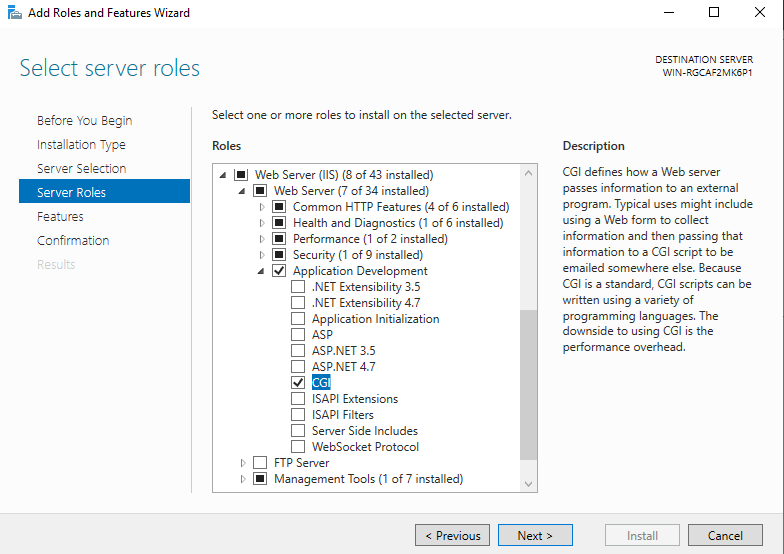 Add Roles and Features Wizard
Select server roles
DESTINATION SERVER
WIN-RGCAF2MK6P1
Before You Begin
Installation Type
Server Selection
Server Roles
Features
Confirmation
Results
Select one or more roles to install on the selected server.
Roles
Web Server (IIS) (8 of 43 installed)
Web Server (7 of 34 installed)
Common HTTP Features (4 of 6 installed)
Health and Diagnostics (1 of 6 installed)
Performance (1 of 2 installed)
Security (1 of 9 installed)
Application Development
.NET Extensibility 3.5
.NET Extensibility 4.7
Application Initialization
ASP
ASP.NET 3.5
ASP.NET 4.7
CGI
ISAPI Extensions
ISAPI Filters
Server Side Includes
WebSocket Protocol
FTP Server
Management Tools (1 of 7 installed)
Description
CGI defines how a Web server
passes information to an external
program. Typical uses might include
using a Web form to collect
information and then passing that
information to a CGI script to be
emailed somewhere else. Because
CGI is a standard, CGI scripts can be
written using a variety of
programming languages. The
downside to using CGI is the
performance overhead.
< Previous
Next >
Install
Cancel